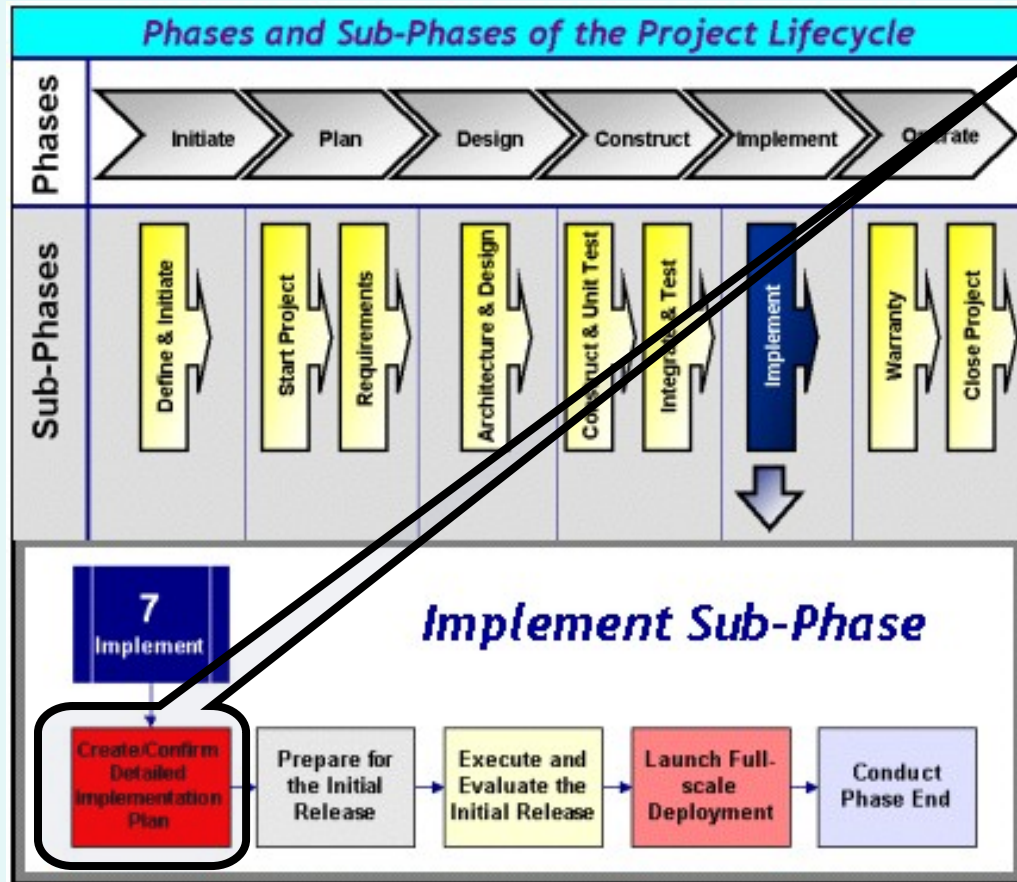 Phases and Sub-Phases of the Project Lifecycle
Phases
Initiate
Plan
Design
Construct
Implement
Operate
Sub-Phases
Define & Initiate
Start Project
Requirements
Architecture & Design
Construct & Unit Test
Integrate & Test
Implement
Warranty
Close Project
7
Implement
Implement Sub-Phase
Create/Confirm
Detailed
Implementation
Plan
Prepare for
the Initial
Release
Execute and
Evaluate the
Initial Release
Launch Full-
scale
Deployment
Conduct
Phase End